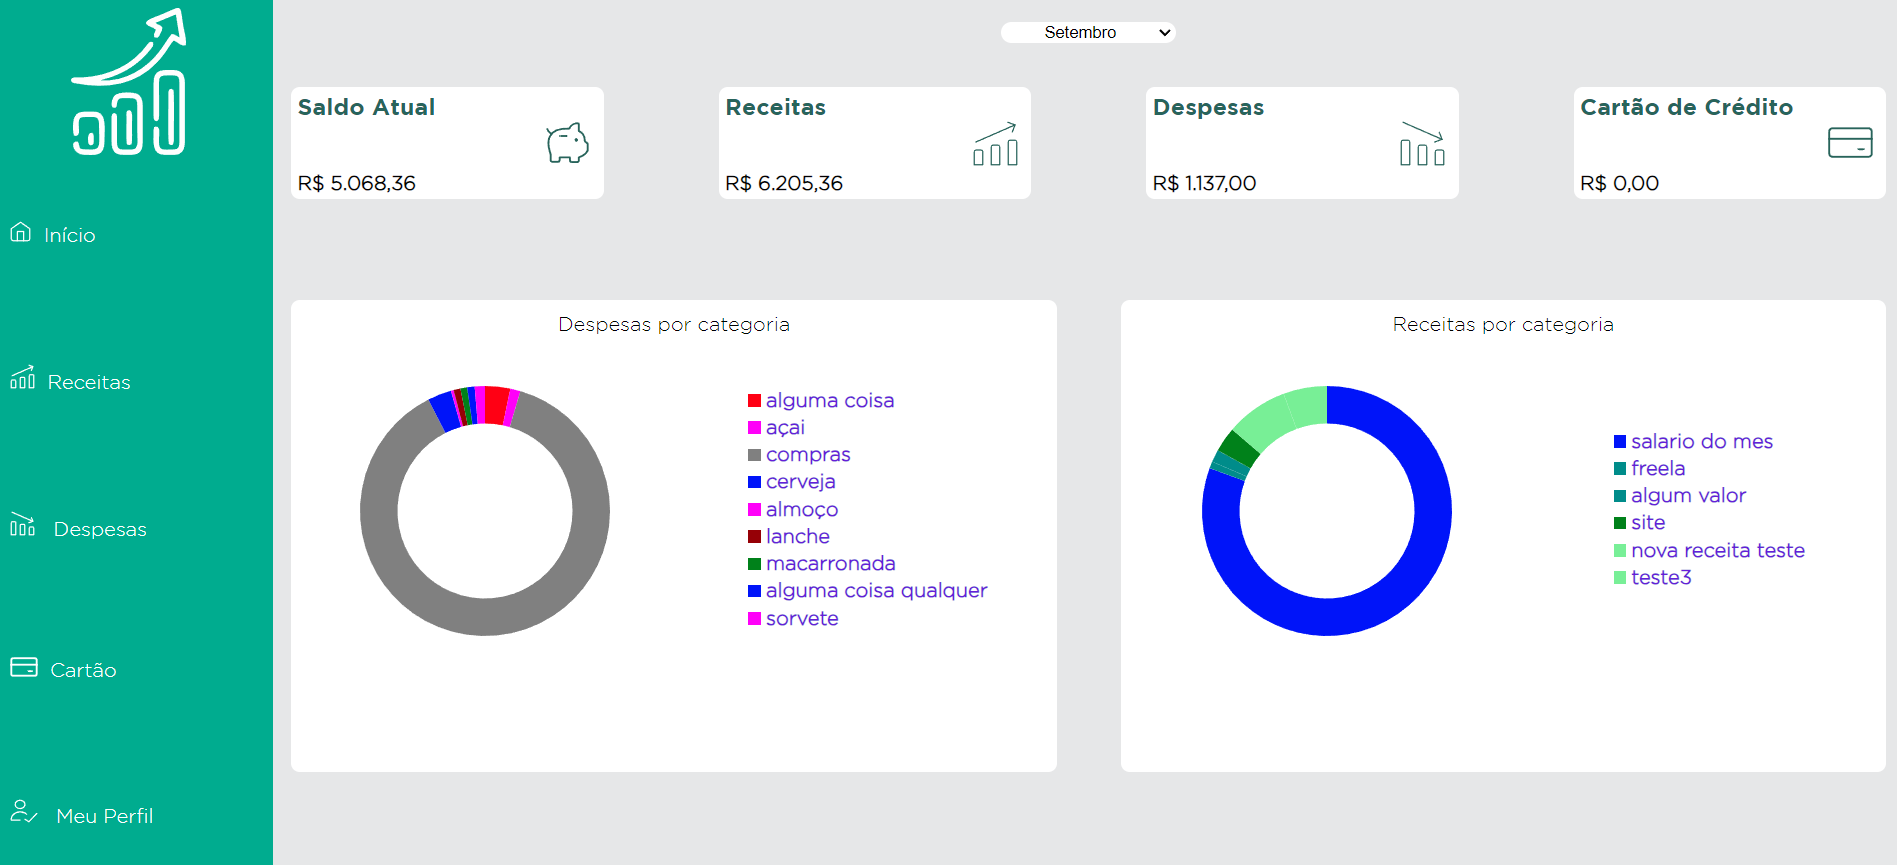 Início
Receitas
Despesas
Cartão
Meu Perfil
Setembro
Saldo Atual
R$ 5.068,36
Receitas
R$ 6.205,36
Despesas
R$ 1.137,00
Cartão de Crédito
R$ 0,00
Despesas por categoria
alguma coisa
açai
compras
cerveja
almoço
lanche
macarronada
alguma coisa qualquer
sorvete
Receitas por categoria
salario do mes
freela
algum valor
site
nova receita teste
teste3